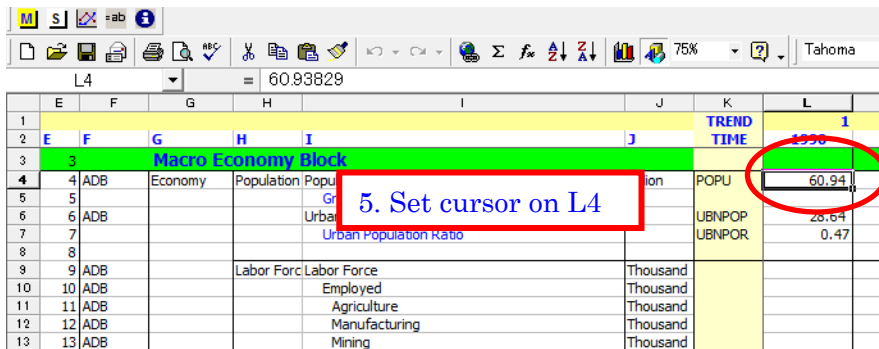 M S =ab
ABC Σ fx A Z Z A 75% ? Tahoma
L4 = 60.93829
E F G H I J K L
1 TREND 1
2 E F G H I J TIME 1990
3 3 Macro Economy Block
4 4 ADB Economy Population Popu ion POPU 60.94
5 5 Gr
6 6 ADB Urba UBNPOP 28.64
7 7 Urban Population Ratio UBNPOR 0.47
8 8
9 9 ADB Labor Forc Labor Force Thousand
10 10 ADB Employed Thousand
11 11 ADB Agriculture Thousand
12 12 ADB Manufacturing Thousand
13 13 ADB Mining Thousand
5. Set cursor on L4